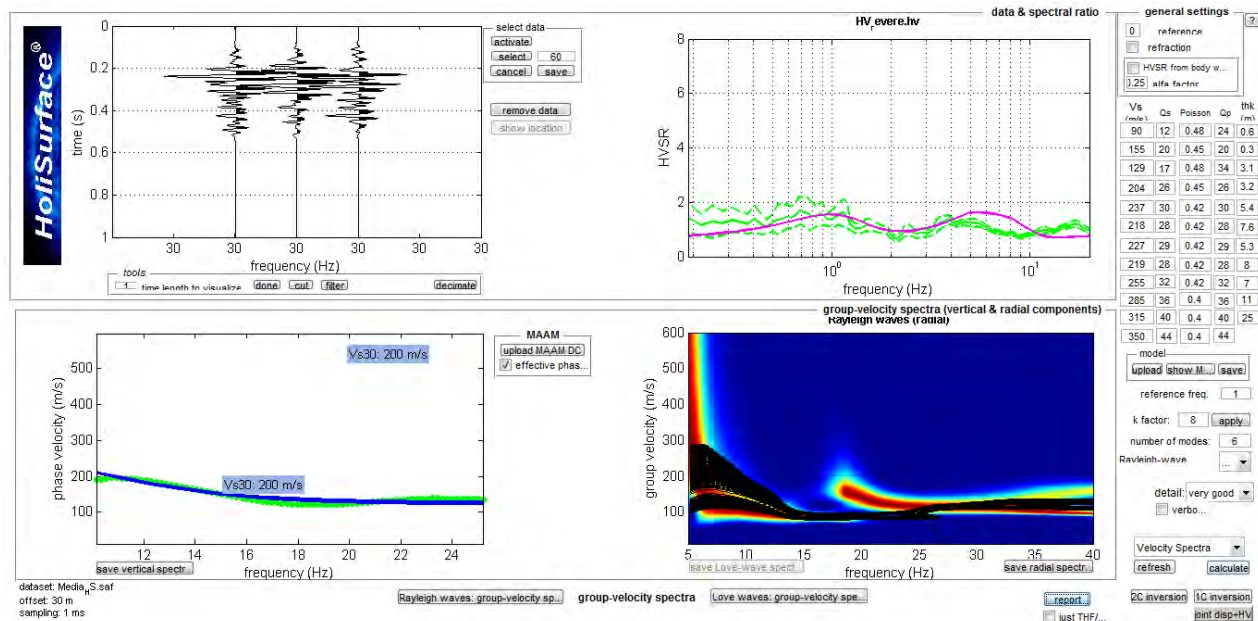 HoliSurface®
0
0.2
0.4
0.6
0.8
1
time (s)
30 30 30 30 30 30 30
frequency (Hz)
select data
activate
select 60
cancel save
remove data
show location
tools
1 time length to visualize done cut filter decimate
data & spectral ratio
HV_revere.hv
8
6
4
2
0
HVSR
10⁰ 10¹
frequency (Hz)
general settings
?
0 reference
refraction
HVSR from body w...
0.25 alfa factor
Vs (m/s) Qs Poisson Qp thk (m)
90 12 0.48 24 0.6
155 20 0.45 20 0.3
129 17 0.48 34 3.1
204 26 0.45 26 3.2
237 30 0.42 30 5.4
218 28 0.42 28 7.6
227 29 0.42 29 5.3
219 28 0.42 28 8
255 32 0.42 32 7
285 36 0.4 36 11
315 40 0.4 40 25
350 44 0.4 44
model
upload show M... save
reference freq. 1
k factor: 8 apply
number of modes: 6
Rayleigh-wave ...
detail: very good
verbo...
Velocity Spectra
refresh calculate
2C inversion 1C inversion
joint disp+HV
Vs30: 200 m/s
Vs30: 200 m/s
500
400
300
200
100
phase velocity (m/s)
12 14 16 18 20 22 24
frequency (Hz)
save vertical spectr...
MAAM
upload MAAM DC
effective phas...
group-velocity spectra (vertical & radial components)
Rayleigh waves (radial)
600
500
400
300
200
100
group velocity (m/s)
5 10 15 20 25 30 35 40
frequency (Hz)
save Love-wave spect...
save radial spectr...
dataset: Media_HS.saf
offset: 30 m
sampling: 1 ms
Rayleigh waves: group-velocity sp... group-velocity spectra Love waves: group-velocity spe...
report
just THF/...